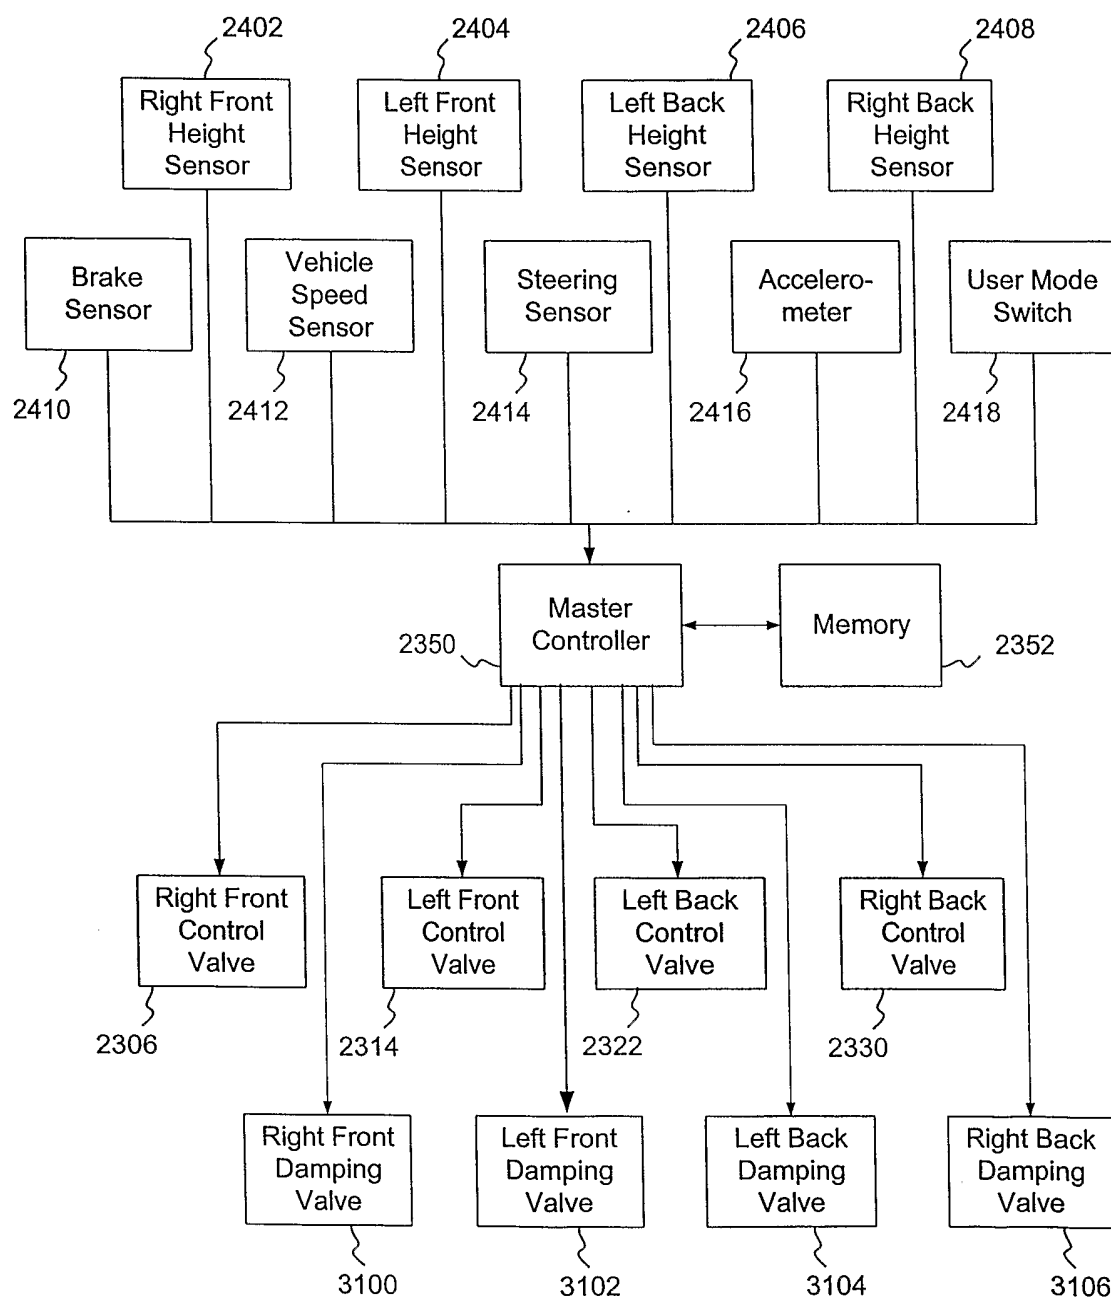 2402
2404
2406
2408
Right Front
Height
Sensor
Left Front
Height
Sensor
Left Back
Height
Sensor
Right Back
Height
Sensor
Brake
Sensor
Vehicle
Speed
Sensor
Steering
Sensor
Accelero-
meter
User Mode
Switch
2410
2412
2414
2416
2418
Master
Controller
Memory
2350
2352
Right Front
Control
Valve
Left Front
Control
Valve
Left Back
Control
Valve
Right Back
Control
Valve
2306
2314
2322
2330
Right Front
Damping
Valve
Left Front
Damping
Valve
Left Back
Damping
Valve
Right Back
Damping
Valve
3100
3102
3104
3106